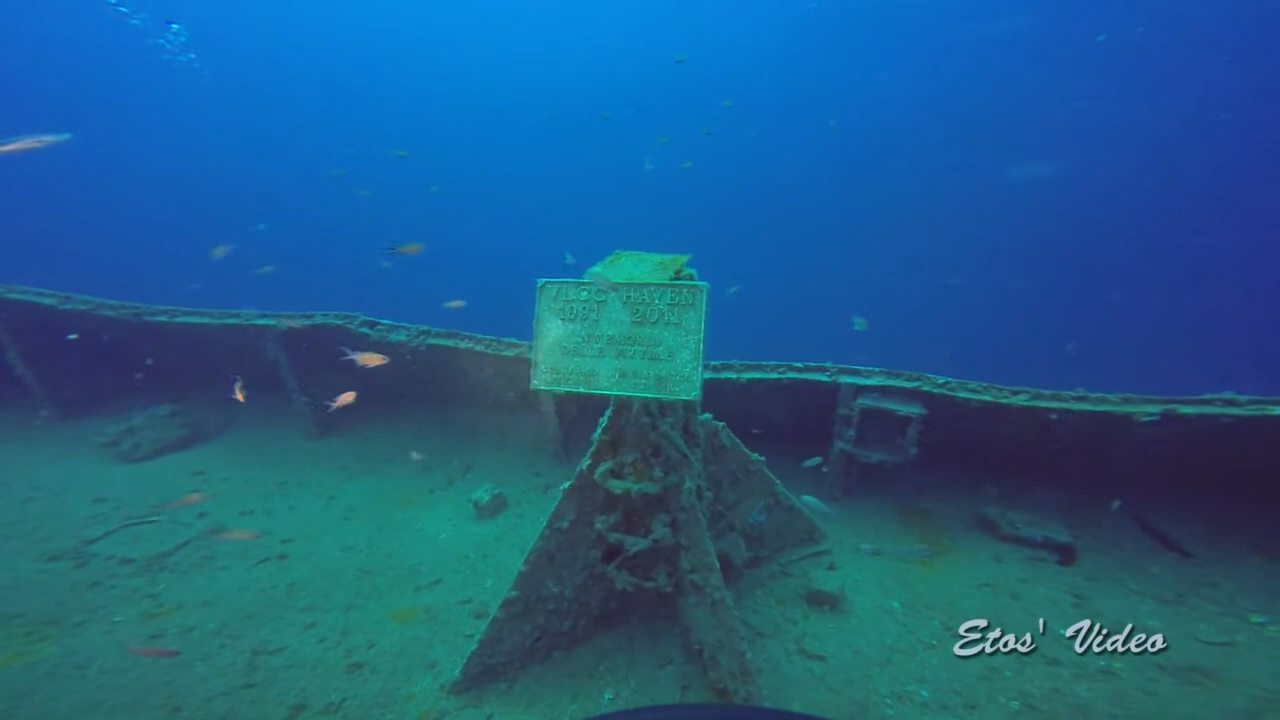 VLCC HAVEN
1991 2011
IN MEMORIA
DELLE VITTIME
Etos' Video